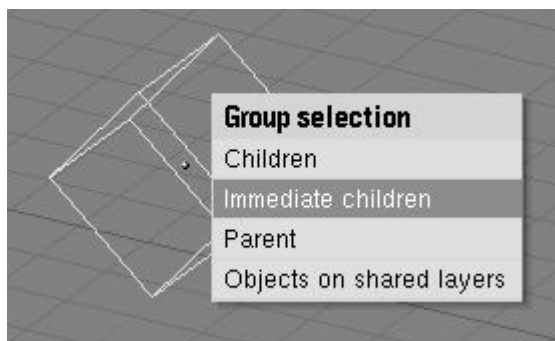 Group selection
Children
Immediate children
Parent
Objects on shared layers